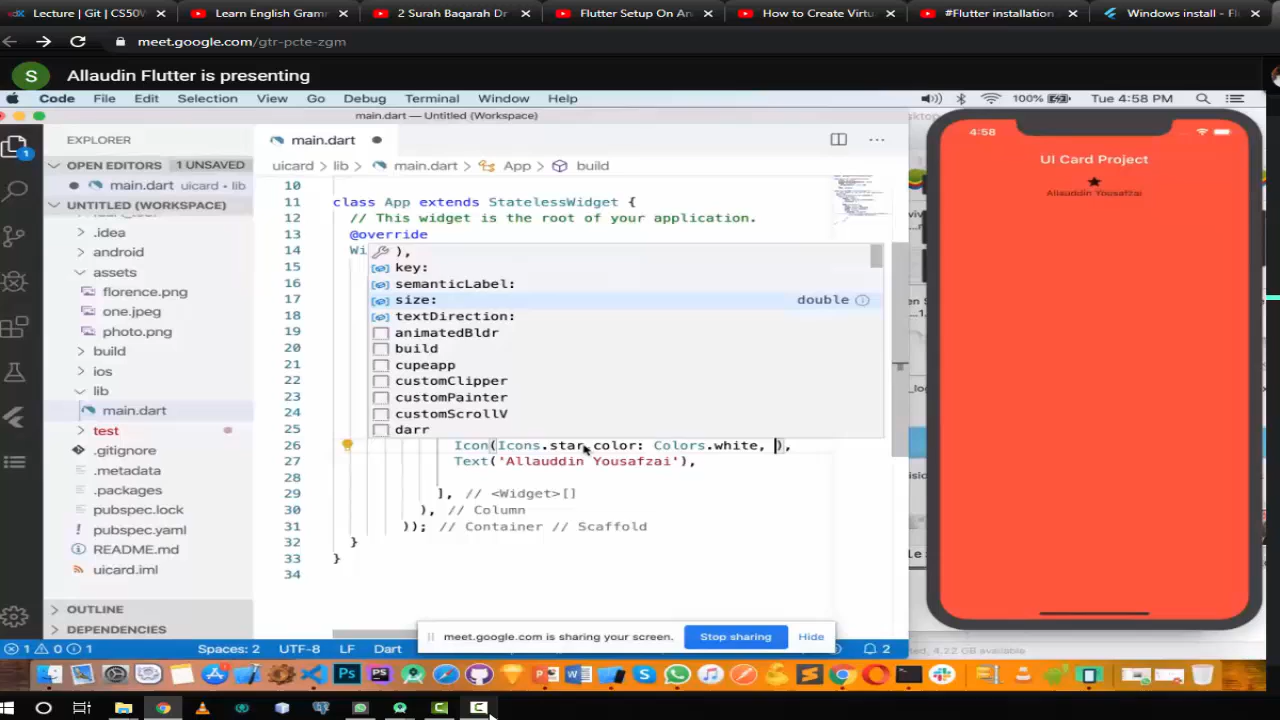 Lecture | Git | CS50W
Learn English Gram
2 Surah Baqarah Dr
Flutter Setup On An
How to Create Virtu
#Flutter installation
Windows install - Fl
meet.google.com/gtr-pcte-zgm
S
Allaudin Flutter is presenting
Code File Edit Selection View Go Debug Terminal Window Help
100%
Tue 4:58 PM
main.dart — Untitled (Workspace)
EXPLORER
main.dart
OPEN EDITORS 1 UNSAVED
main.dart uicard • lib
UNTITLED (WORKSPACE)
.idea
android
assets
florence.png
one.jpeg
photo.png
build
ios
lib
main.dart
test
.gitignore
.metadata
.packages
pubspec.lock
pubspec.yaml
README.md
uicard.iml
OUTLINE
DEPENDENCIES
1
uicard > lib > main.dart > App > build
10
11 class App extends StatelessWidget {
12 // This widget is the root of your application.
13 @override
14 Wi
15
16
17
18
19
20
21
22
23
24
25
),
key:
semanticLabel:
size: double
textDirection:
animatedBldr
build
cupeapp
customClipper
customPainter
customScrollV
darr
26 Icon(Icons.star,color: Colors.white, ),
27 Text('Allauddin Yousafzai'),
28
29 ], // <Widget>[]
30 ), // Column
31 )); // Container // Scaffold
32 }
33 }
34
4:58
UI Card Project
Allauddin Yousafzai
meet.google.com is sharing your screen.
Stop sharing
Hide
1 0 1
Spaces: 2 UTF-8 LF Dart
2
available
Ps
PS